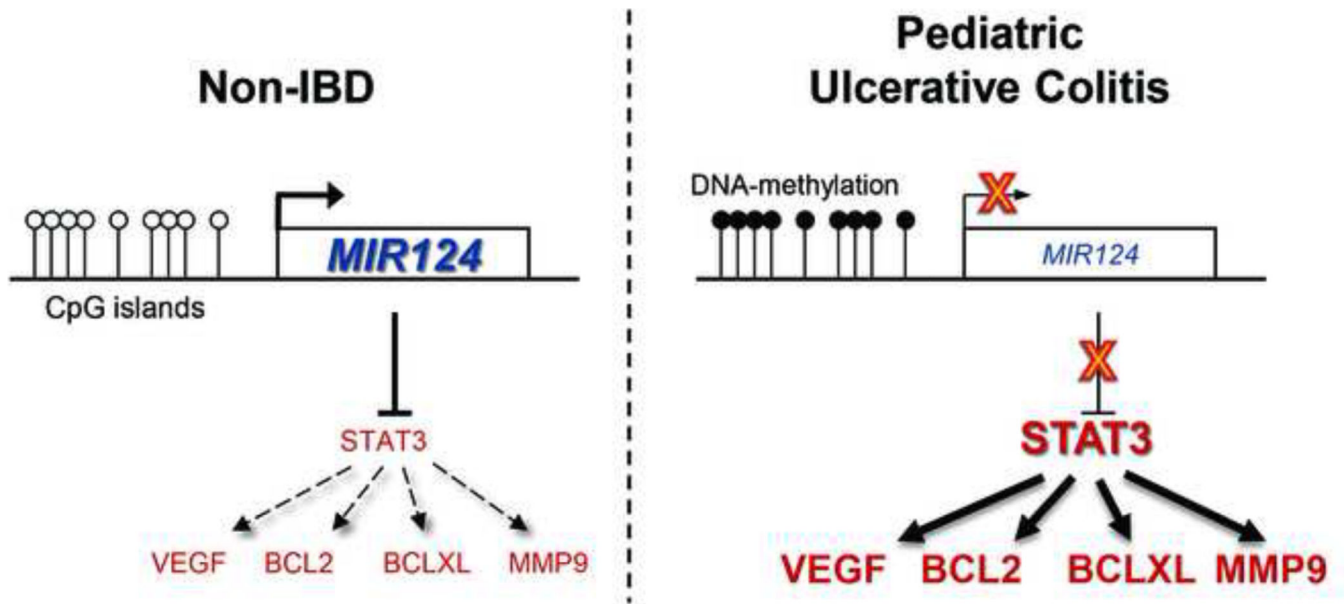 Non-IBD
MIR124
CpG islands
STAT3
VEGF BCL2 BCLXL MMP9
Pediatric
Ulcerative Colitis
DNA-methylation
X
MIR124
X
STAT3
VEGF BCL2 BCLXL MMP9